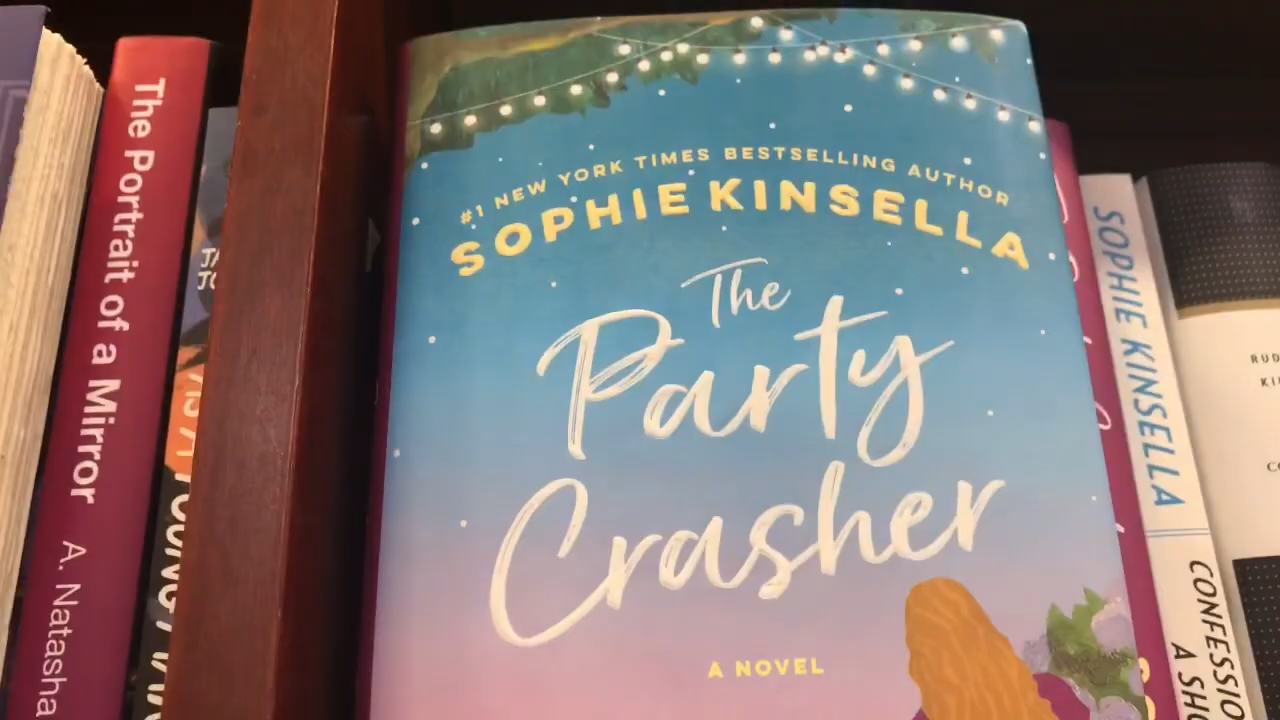 The Portrait of a Mirror A. Natasha
#1 NEW YORK TIMES BESTSELLING AUTHOR
SOPHIE KINSELLA
The
Party
Crasher
A NOVEL
SOPHIE KINSELLA